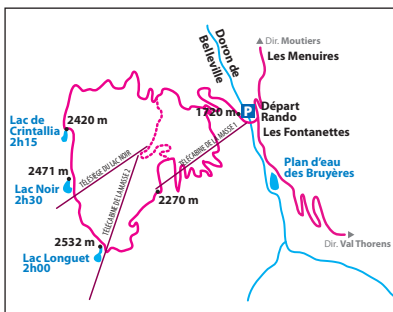 Dir. Moutiers
Les Menuires
Doron de
Belleville
1720 m
P
Départ
Rando
Les Fontanettes
Lac de
Cristallia
2h15
2420 m
TÉLÉSIÈGE DU LAC NOIR
TÉLÉCABINE DE LA MASSE 1
TÉLÉCABINE DE LA MASSE 2
Plan d'eau
des Bruyères
2471 m
Lac Noir
2h30
2270 m
2532 m
Lac Longuet
2h00
Dir. Val Thorens